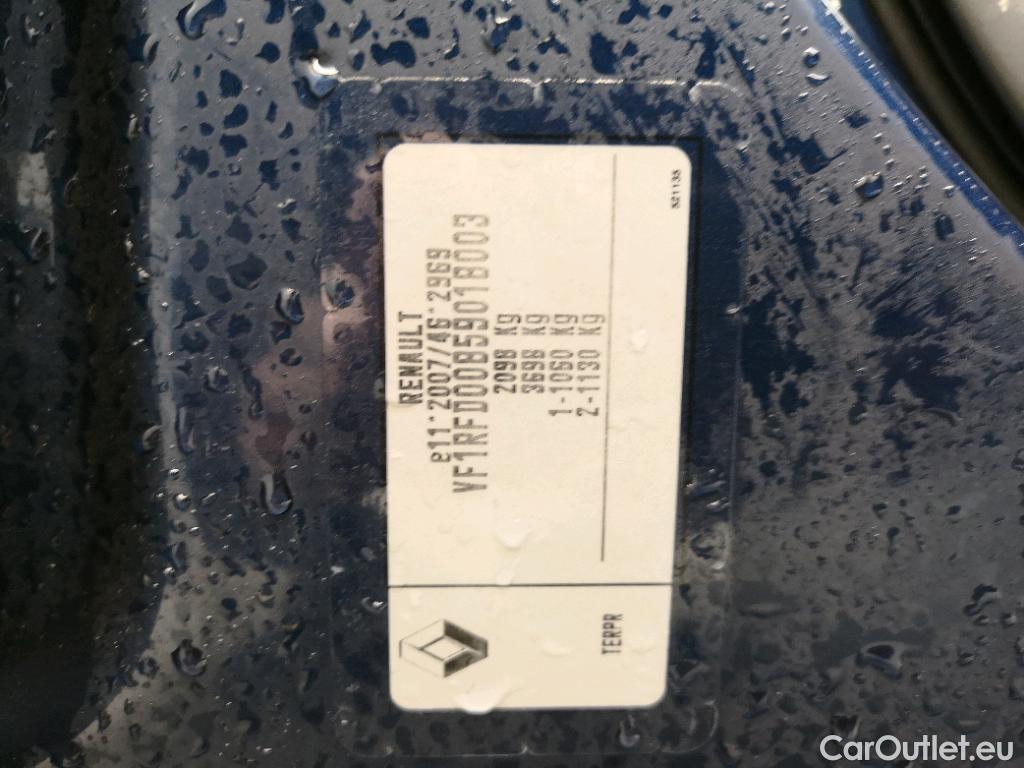 RENAULT
e11*2007/46*2969
VF1RFD00B5901B003
2098 Kg
3698 Kg
1-1060 Kg
2-1130 Kg
521133
TERPR
CarOutlet.eu